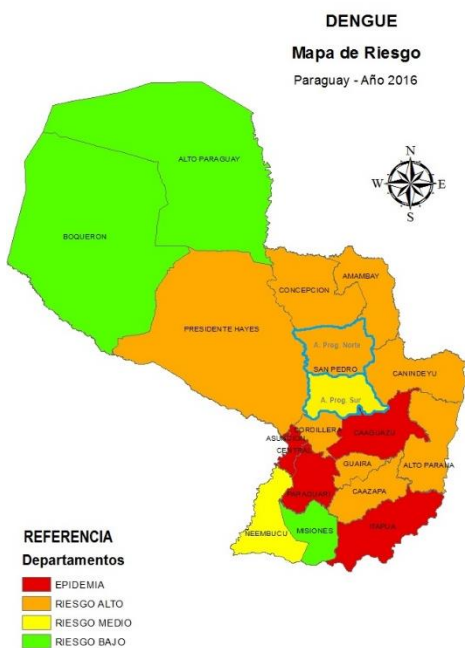 DENGUE
Mapa de Riesgo
Paraguay - Año 2016
N
W E
S
ALTO PARAGUAY
BOQUERON
AMAMBAY
CONCEPCION
PRESIDENTE HAYES
A. Prog. Norte
SAN PEDRO
CANINDEYU
A. Prog. Sur
CORDILLERA
CAAGUAZU
ASUNCION
CENTRAL
GUAIRA
ALTO PARANA
PARAGUARI
CAAZAPA
ITAPUA
MISIONES
NEEMBUCU
REFERENCIA
Departamentos
EPIDEMIA
RIESGO ALTO
RIESGO MEDIO
RIESGO BAJO